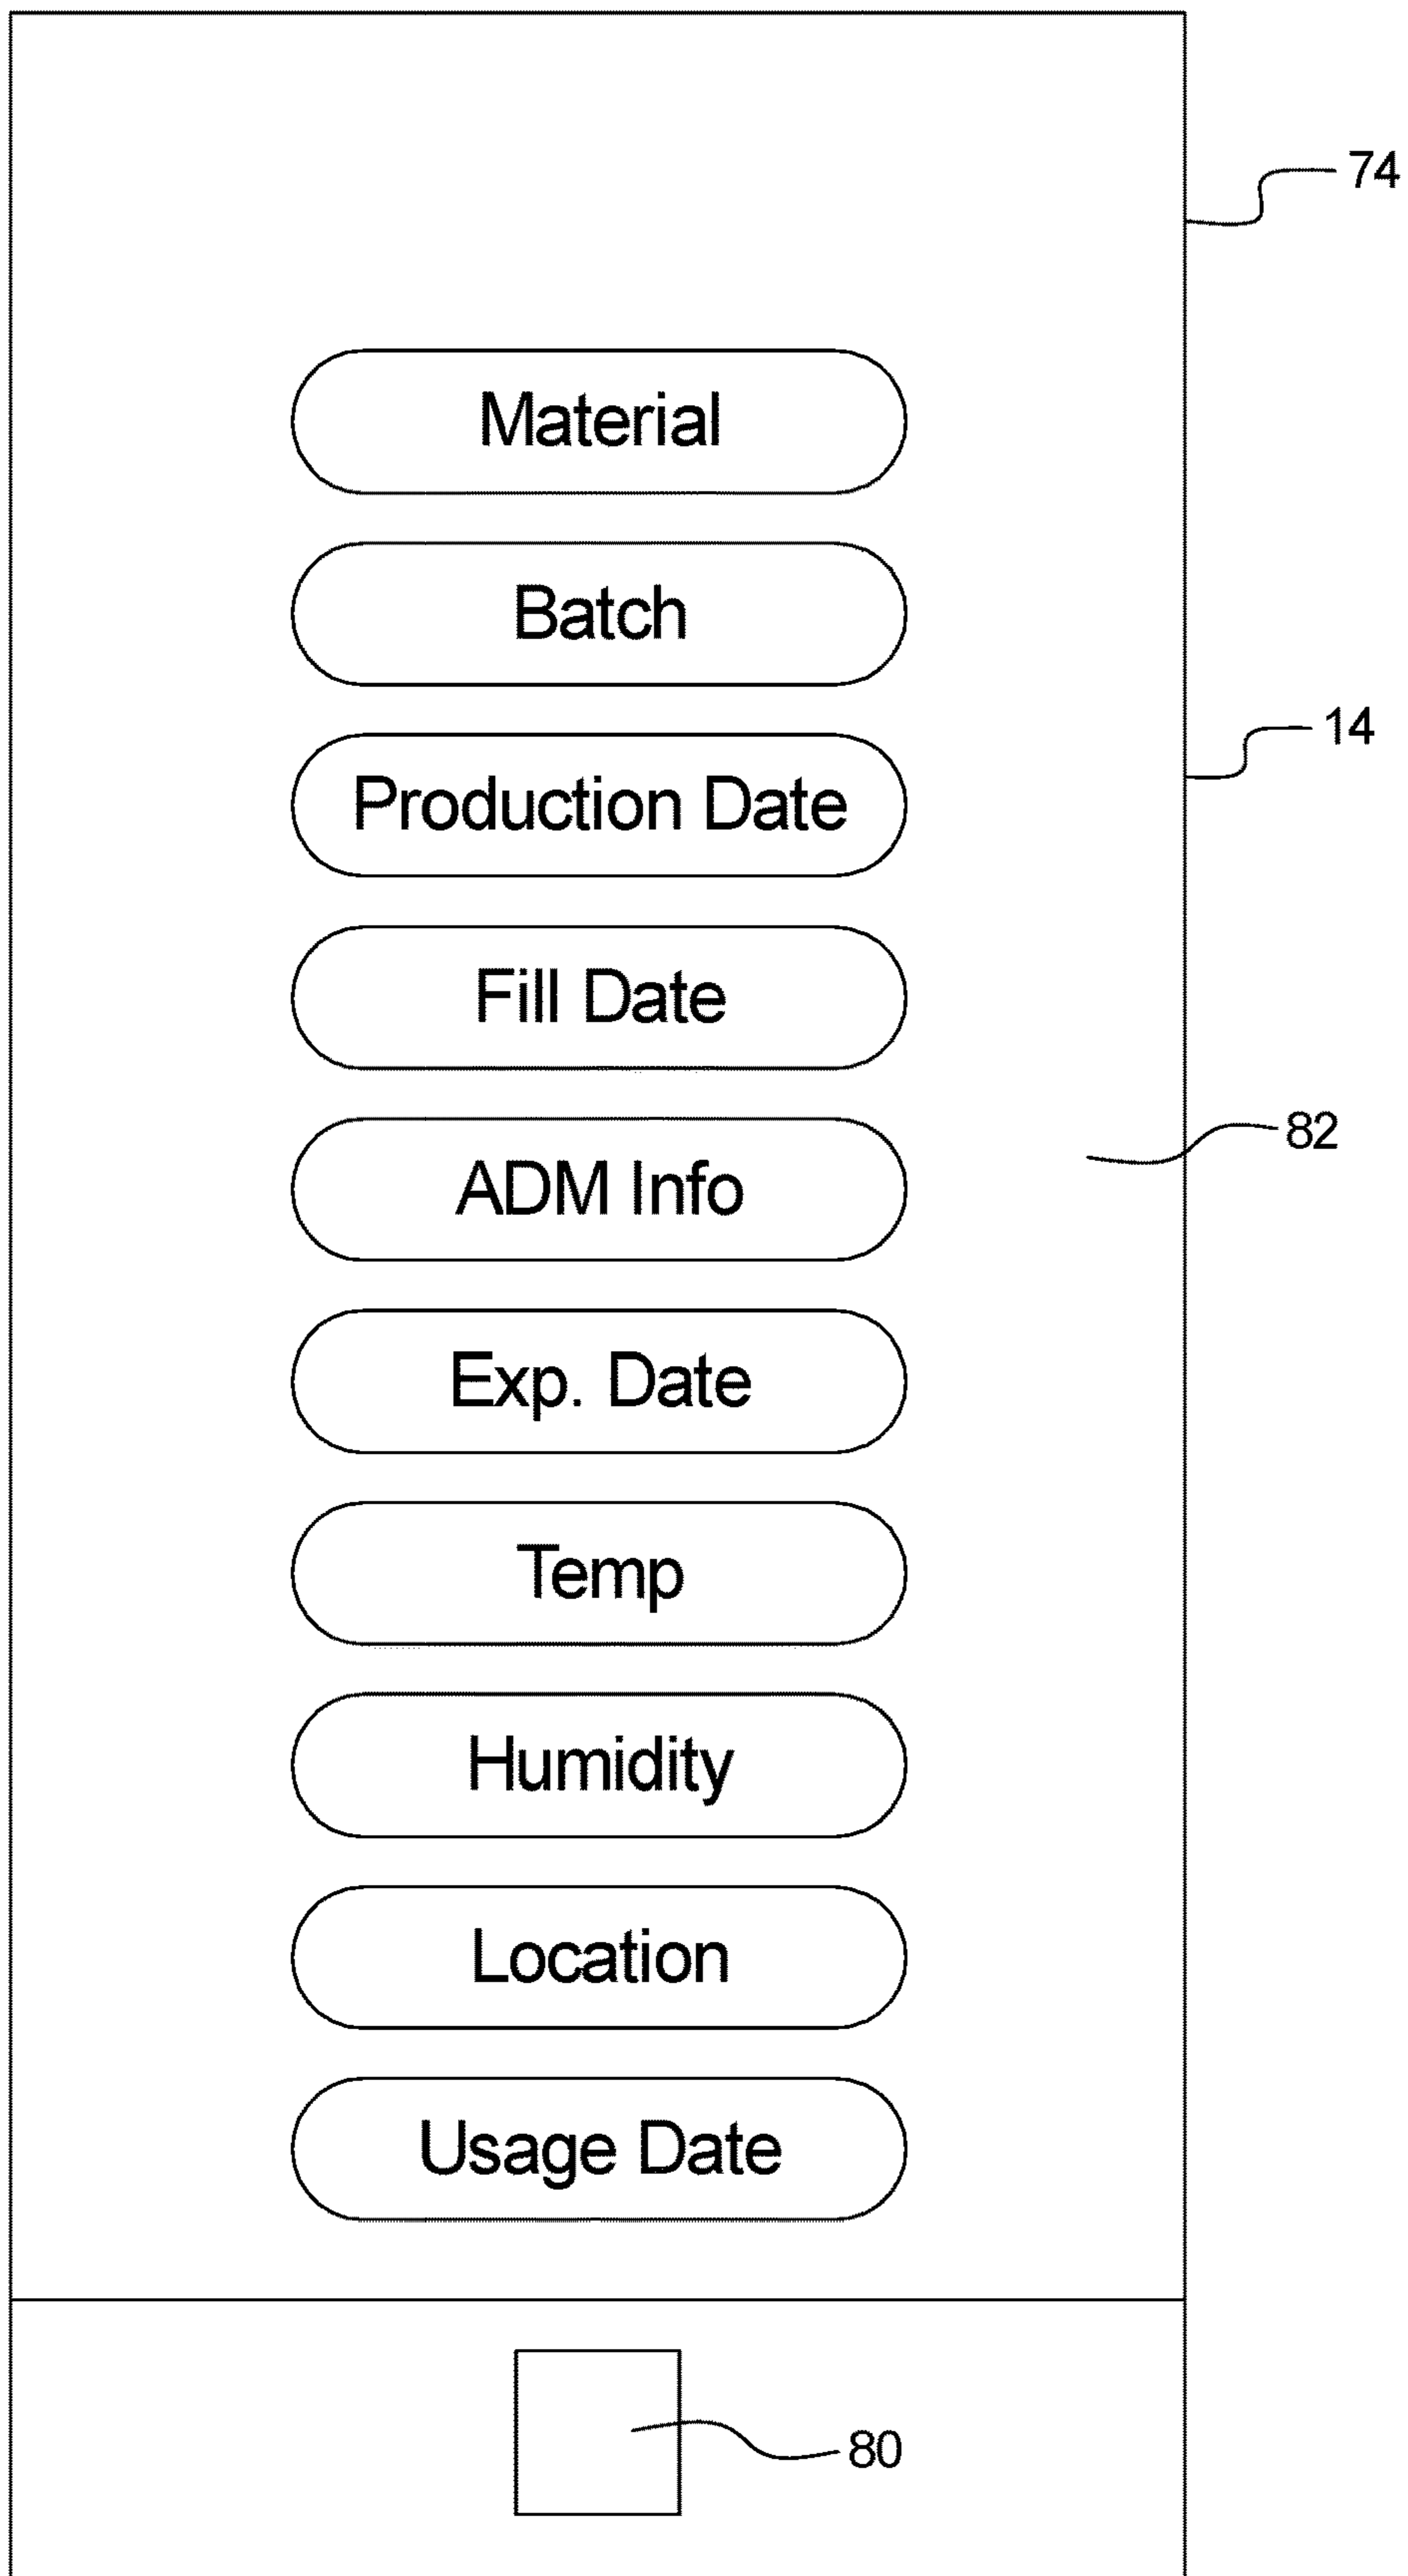 74
Material
Batch
14
Production Date
Fill Date
82
ADM Info
Exp. Date
Temp
Humidity
Location
Usage Date
80